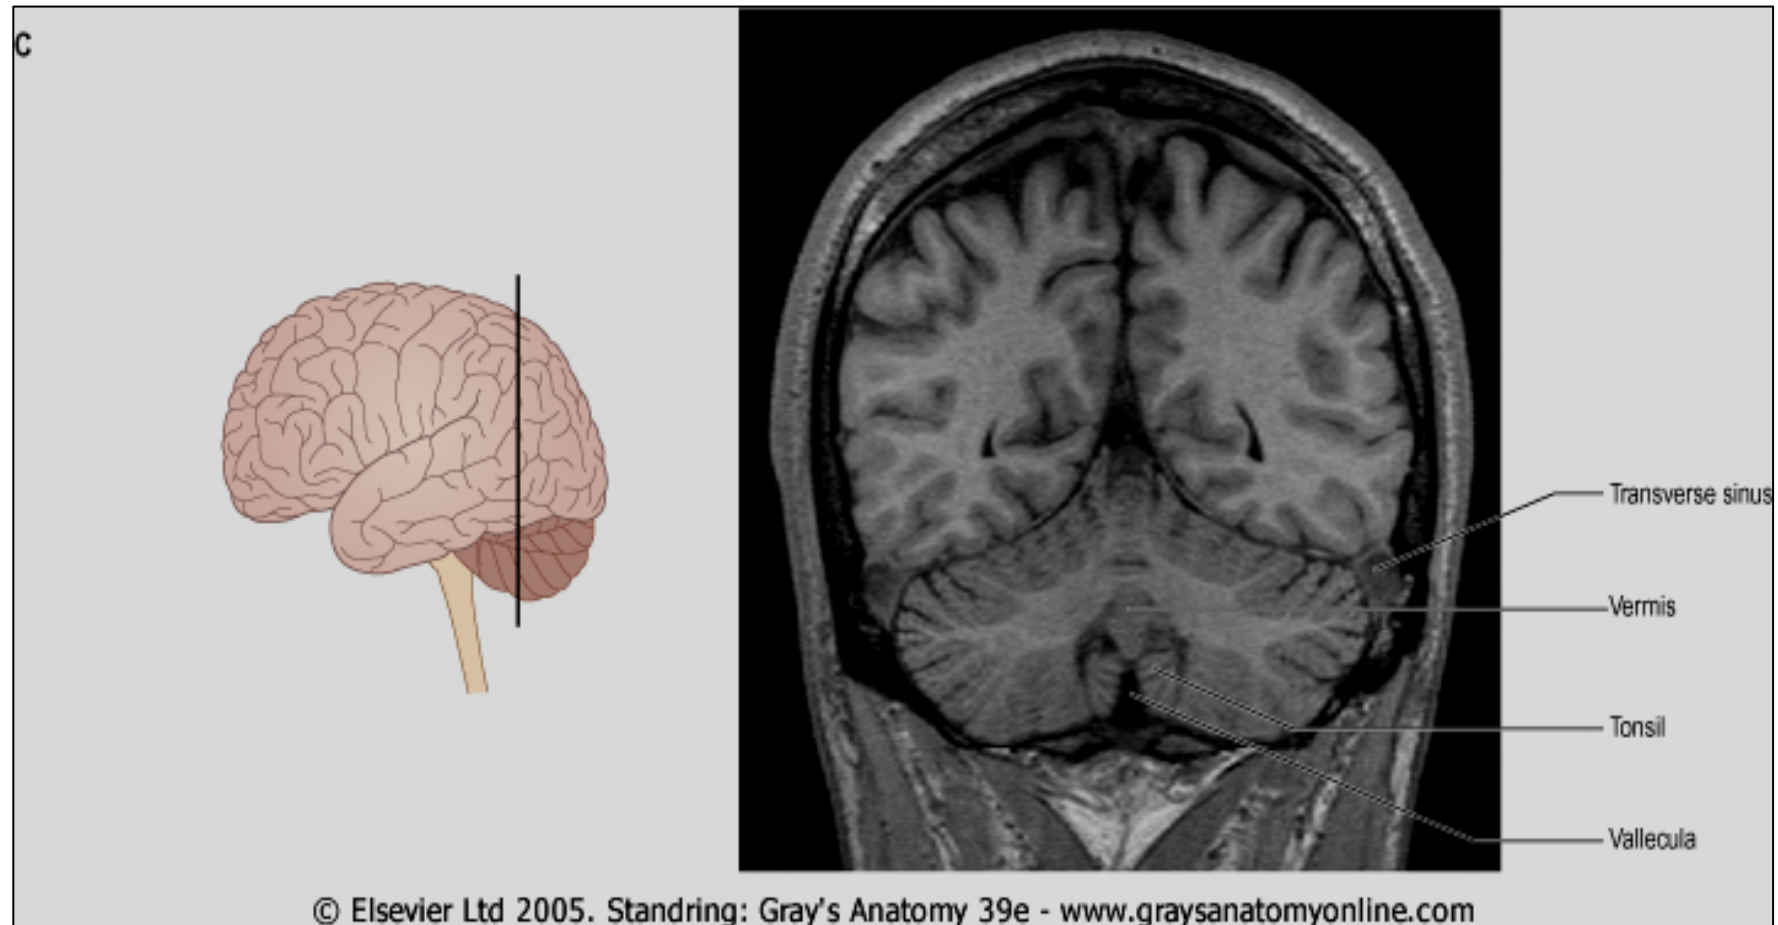 C
Transverse sinus
Vermis
Tonsil
Vallecula
© Elsevier Ltd 2005. Standring: Gray's Anatomy 39e - www.graysanatomyonline.com